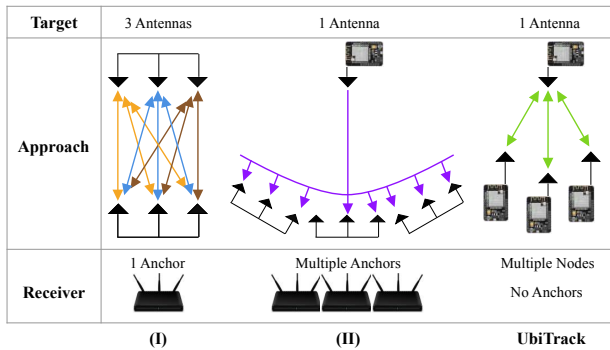 Target
3 Antennas
1 Antenna
1 Antenna
Approach
Receiver
1 Anchor
Multiple Anchors
Multiple Nodes
No Anchors
(I)
(II)
UbiTrack